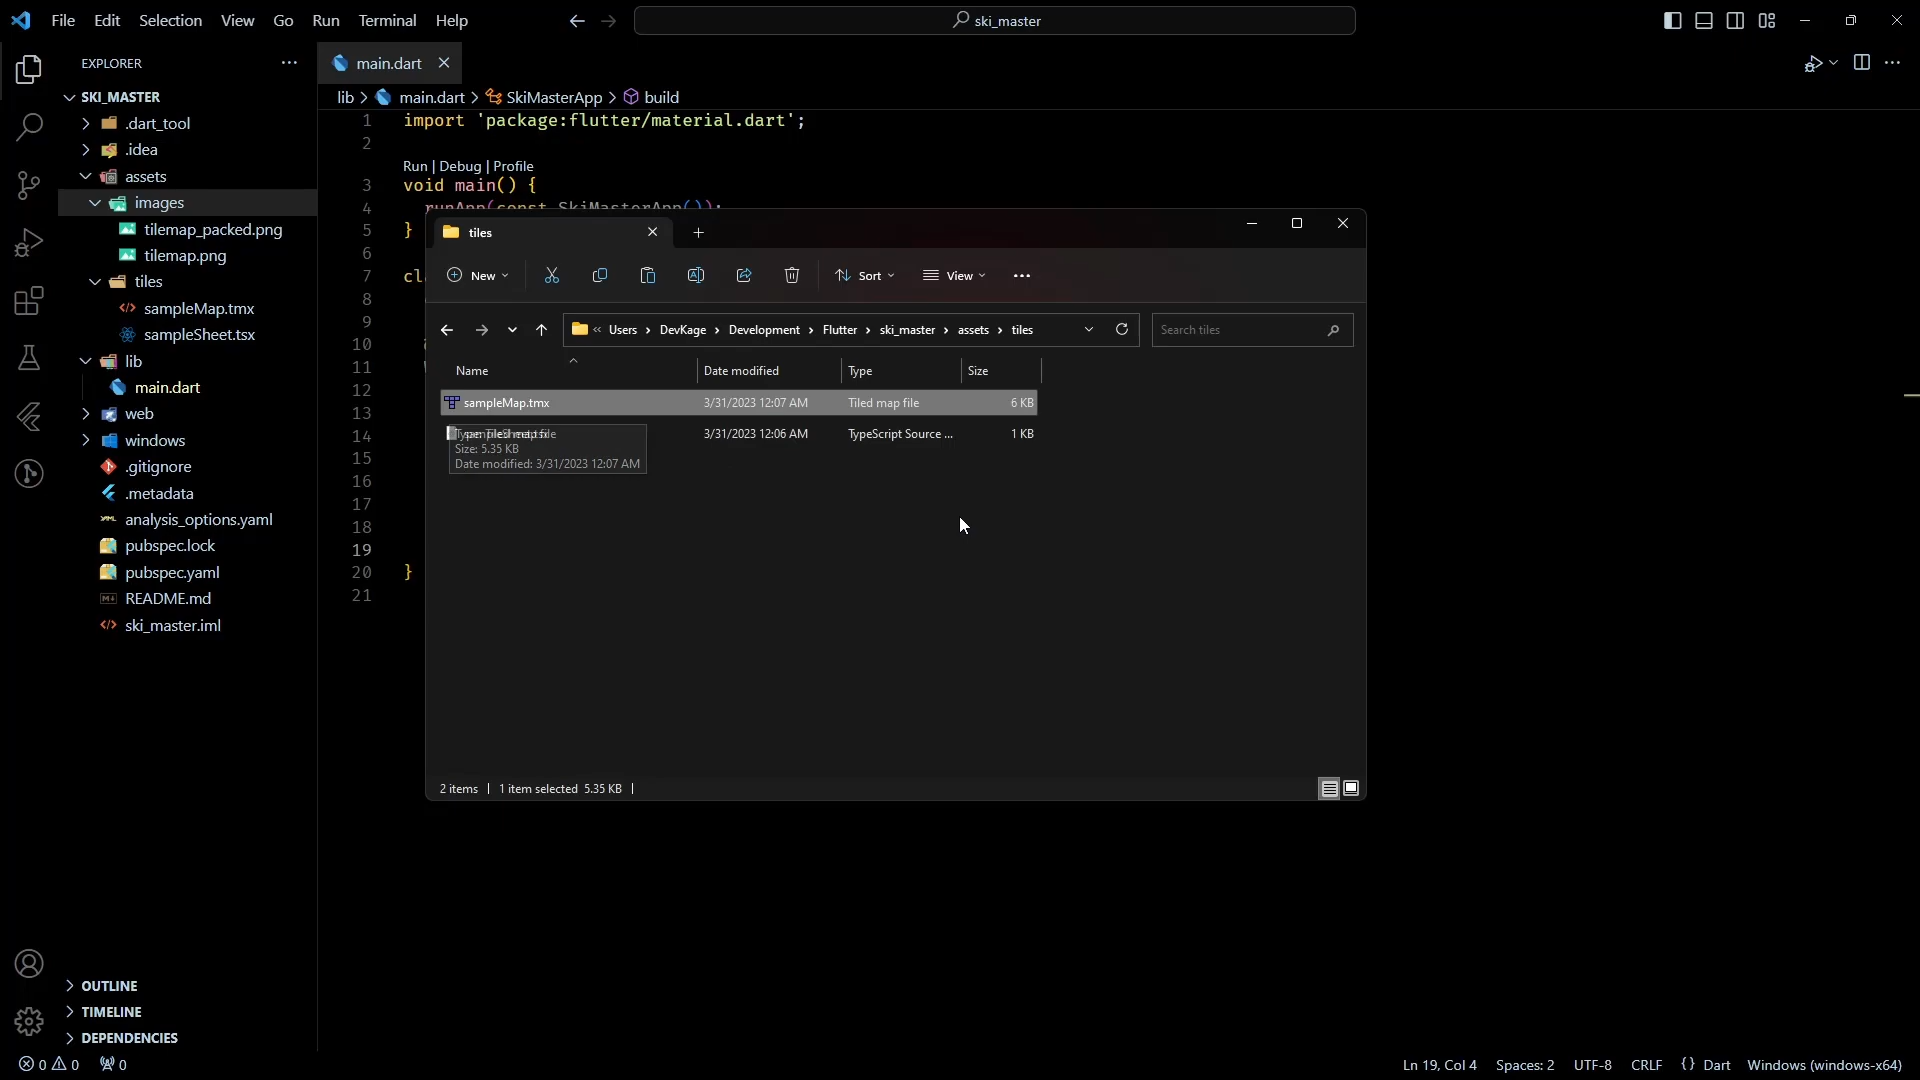 File Edit Selection View Go Run Terminal Help
ski_master
EXPLORER
SKI_MASTER
.dart_tool
.idea
assets
images
tilemap_packed.png
tilemap.png
tiles
sampleMap.tmx
sampleSheet.tsx
lib
main.dart
web
windows
.gitignore
.metadata
analysis_options.yaml
pubspec.lock
pubspec.yaml
README.md
ski_master.iml
OUTLINE
TIMELINE
DEPENDENCIES
main.dart
lib > main.dart > SkiMasterApp > build
1 import 'package:flutter/material.dart';
2
Run | Debug | Profile
3 void main() {
4 runApp(const SkiMasterApp());
5 }
6
7 cl
8
9
10
11
12
13
14
15
16
17
18
19
20 }
21
tiles
New
Sort
View
« Users > DevKage > Development > Flutter > ski_master > assets > tiles
Search tiles
Name Date modified Type Size
sampleMap.tmx 3/31/2023 12:07 AM Tiled map file 6 KB
3/31/2023 12:06 AM TypeScript Source ... 1 KB
Size: 5.35 KB
Date modified: 3/31/2023 12:07 AM
2 items | 1 item selected 5.35 KB |
0 0 0
Ln 19, Col 4 Spaces: 2 UTF-8 CRLF {} Dart Windows (windows-x64)